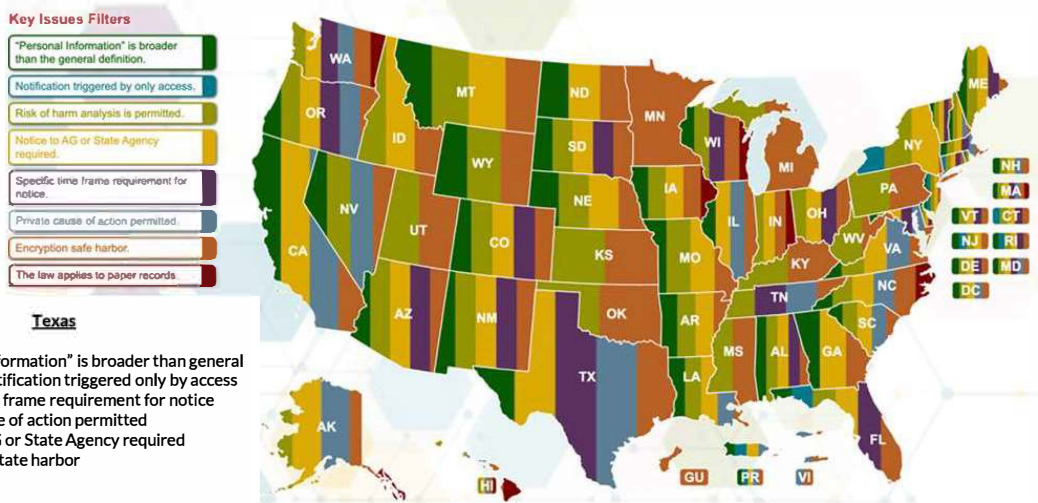 Key Issues Filters
"Personal Information" is broader
than the general definition.
Notification triggered by only access.
Risk of harm analysis is permitted.
Notice to AG or State Agency
required.
Specific time frame requirement for
notice.
Private cause of action permitted.
Encryption safe harbor.
The law applies to paper records
Texas
formation" is broader than general
tification triggered only by access
frame requirement for notice
e of action permitted
G or State Agency required
tate harbor
WA
OR
ID
MT
ND
MN
WI
MI
ME
NY
SD
WY
NE
IA
IL
IN
OH
PA
NV
CA
UT
CO
KS
MO
KY
WV
VA
NC
TN
AZ
NM
OK
AR
SC
MS
AL
GA
TX
LA
FL
AK
HI
GU
PR
VI
NH
MA
VT
CT
NJ
RI
DE
MD
DC